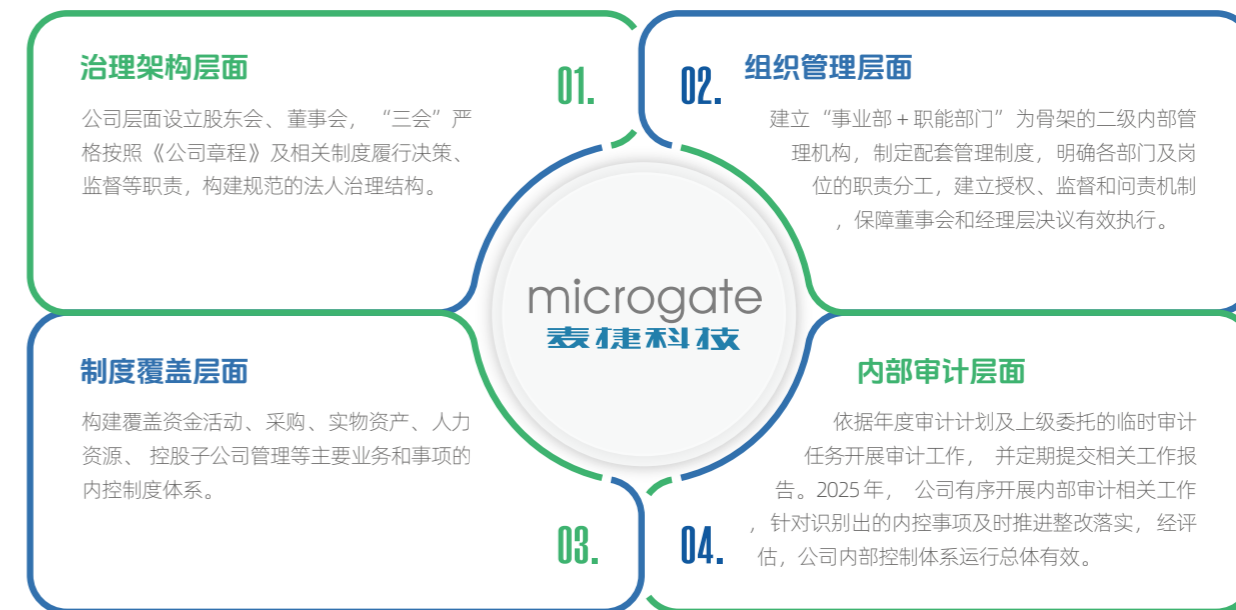 治理架构层面
01.
公司层面设立股东会、董事会，“三会”严
格按照《公司章程》及相关制度履行决策、
监督等职责，构建规范的法人治理结构。
02.
组织管理层面
建立“事业部+职能部门”为骨架的二级内部管
理机构，制定配套管理制度，明确各部门及岗
位的职责分工，建立授权、监督和问责机制
，保障董事会和经理层决议有效执行。
microgate
麦捷科技
制度覆盖层面
构建覆盖资金活动、采购、实物资产、人力
资源、控股子公司管理等主要业务和事项的
内控制度体系。
03.
内部审计层面
依据年度审计计划及上级委托的临时审计
任务开展审计工作，并定期提交相关工作报
告。2025年，公司有序开展内部审计相关工作
，针对识别出的内控事项及时推进整改落实，经评
估，公司内部控制体系运行总体有效。
04.